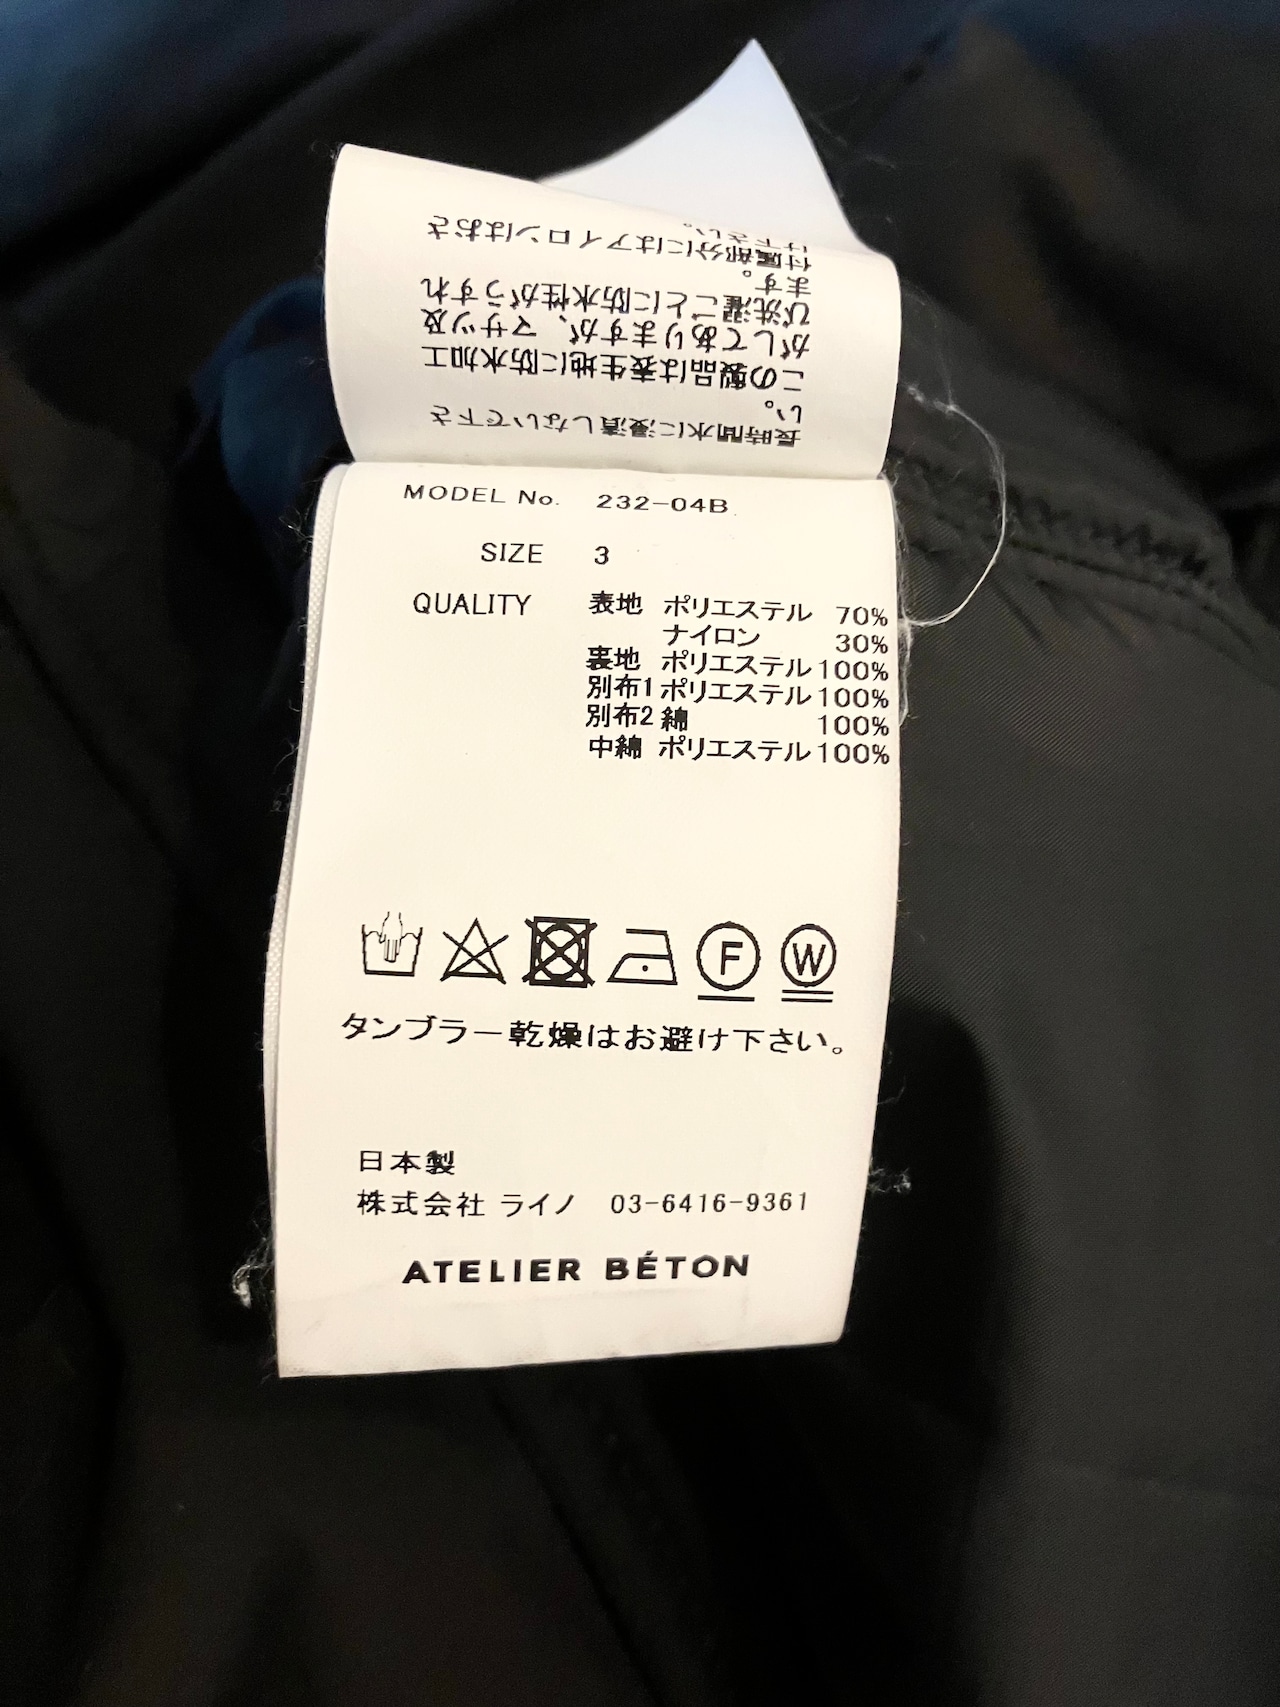 長時間水に浸漬しないで下さ
い。
この製品は表生地に防水加工
がしてありますが、マサツ及
び洗濯ごとに防水性がうすれ
ます。
付属部分にはアイロンはおさ
け下さい。
MODEL No. 232-04B
SIZE 3
QUALITY 表地 ポリエステル 70%
ナイロン 30%
裏地 ポリエステル 100%
別布1 ポリエステル 100%
別布2 綿 100%
中綿 ポリエステル 100%
F W
タンブラー乾燥はお避け下さい。
日本製
株式会社 ライノ 03-6416-9361
ATELIER BÉTON